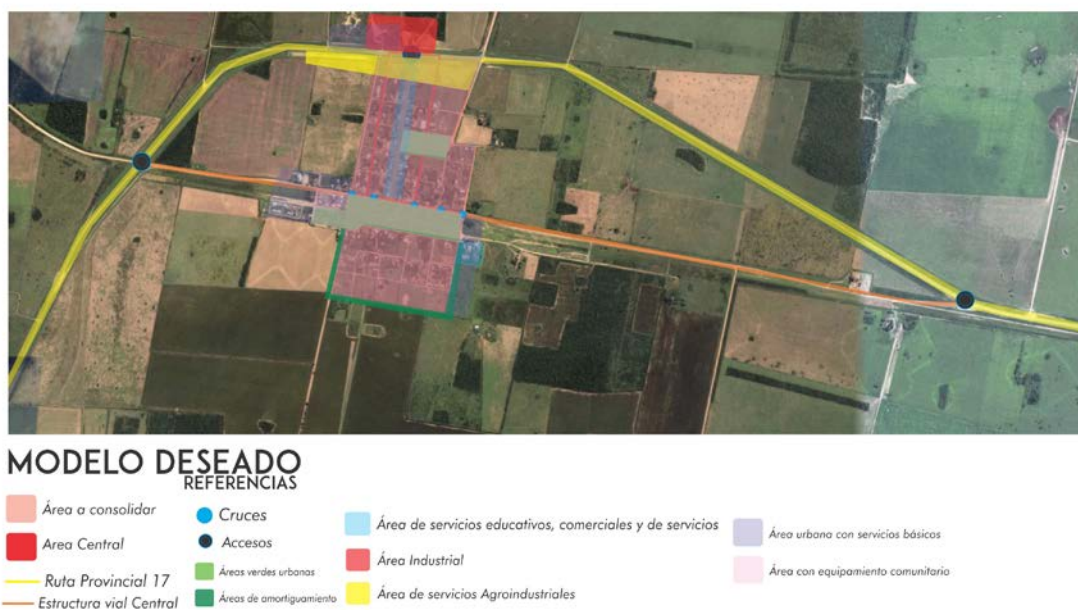 MODELO DESEADO
REFERENCIAS
Área a consolidar
Area Central
Ruta Provincial 17
Estructura vial Central
Cruces
Accesos
Áreas verdes urbanas
Áreas de amortiguamiento
Área de servicios educativos, comerciales y de servicios
Área Industrial
Área de servicios Agroindustriales
Área urbana con servicios básicos
Área con equipamiento comunitario